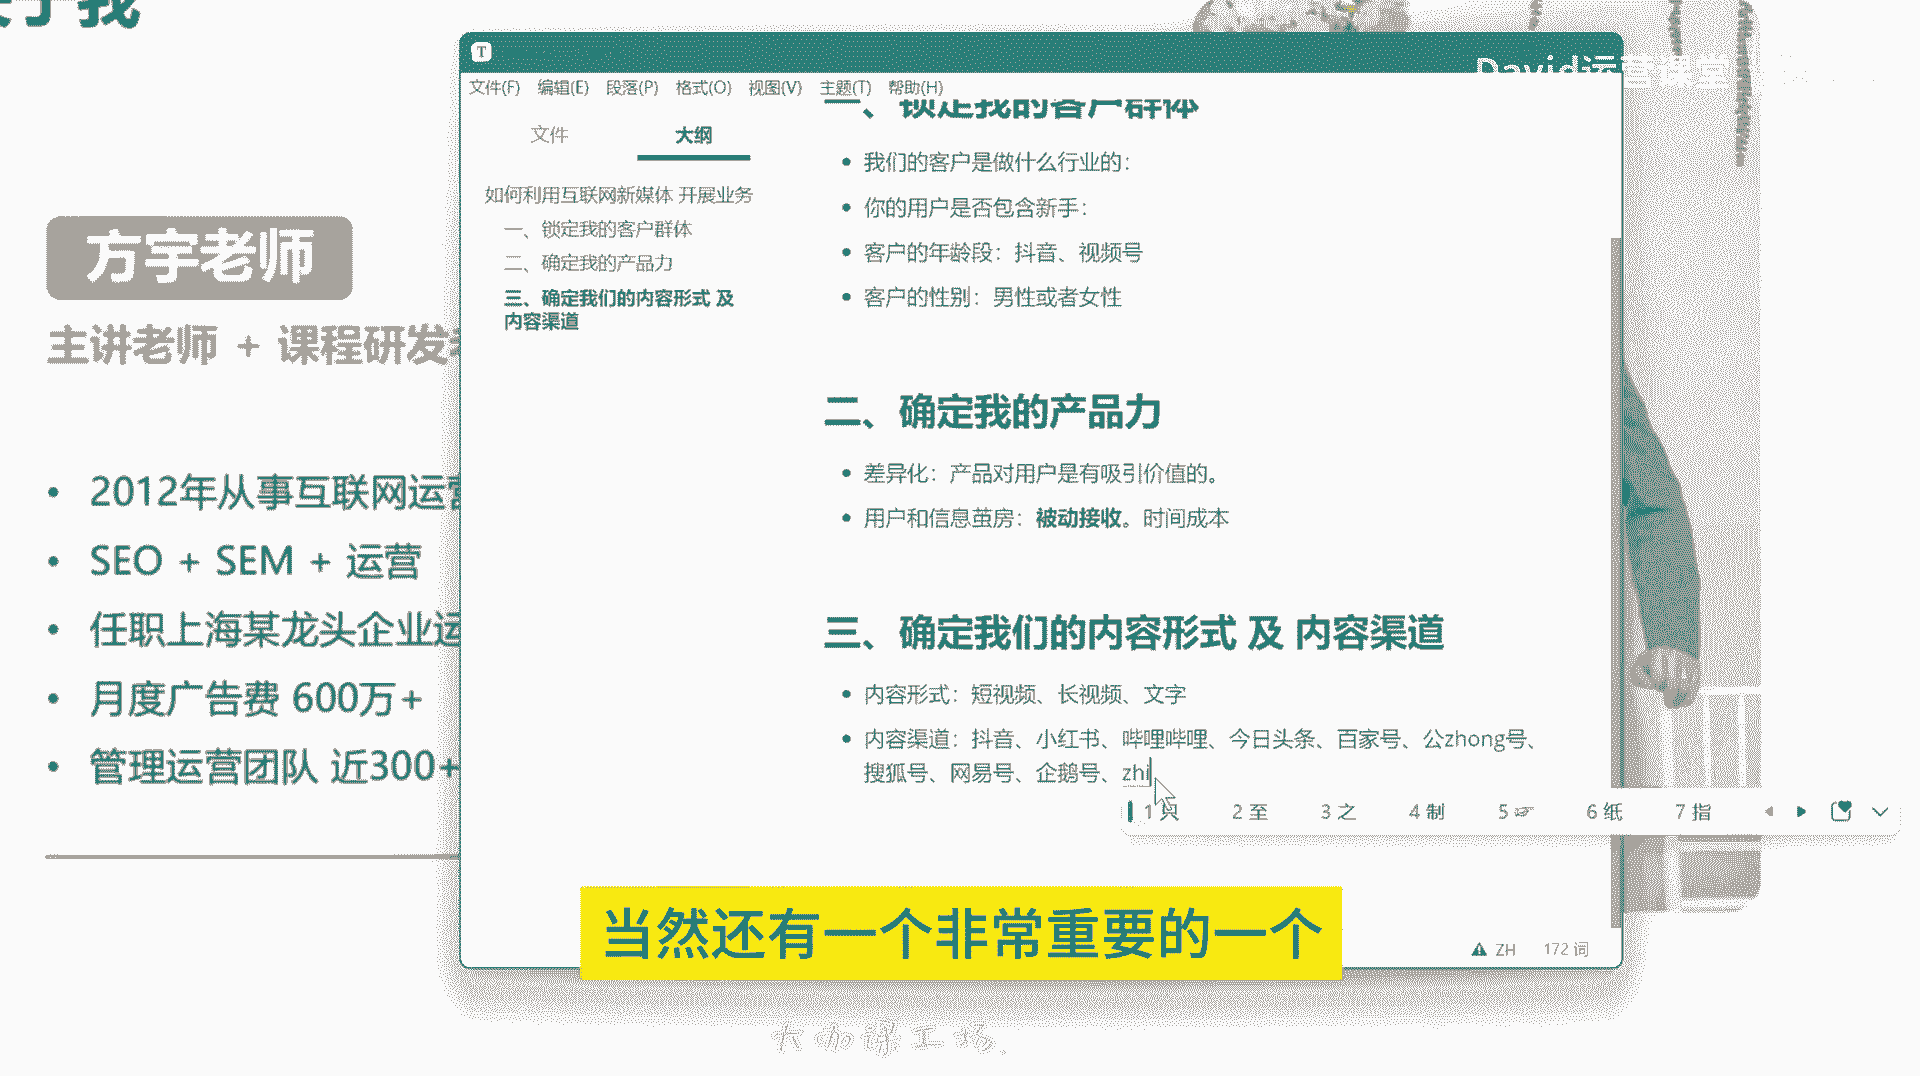 David运营课堂
文件(F) 编辑(E) 段落(P) 格式(O) 视图(V) 主题(T) 帮助(H)
文件 大纲
如何利用互联网新媒体 开展业务
一、锁定我的客户群体
二、确定我的产品力
三、确定我们的内容形式 及
内容渠道
一、锁定我的客户群体
我们的客户是做什么行业的：
你的用户是否包含新手：
客户的年龄段：抖音、视频号
客户的性别：男性或者女性
二、确定我的产品力
差异化：产品对用户是有吸引价值的。
用户和信息茧房：被动接收。时间成本
三、确定我们的内容形式 及 内容渠道
内容形式：短视频、长视频、文字
内容渠道：抖音、小红书、哔哩哔哩、今日头条、百家号、公zhong号、
搜狐号、网易号、企鹅号、zhi
1 只 2 至 3 之 4 制 5 👉 6 纸 7 指
ZH 172 词
方宇老师
主讲老师 + 课程研发
2012年从事互联网运营
SEO + SEM + 运营
任职上海某龙头企业运
月度广告费 600万+
管理运营团队 近300+
当然还有一个非常重要的一个
大咖课工场.